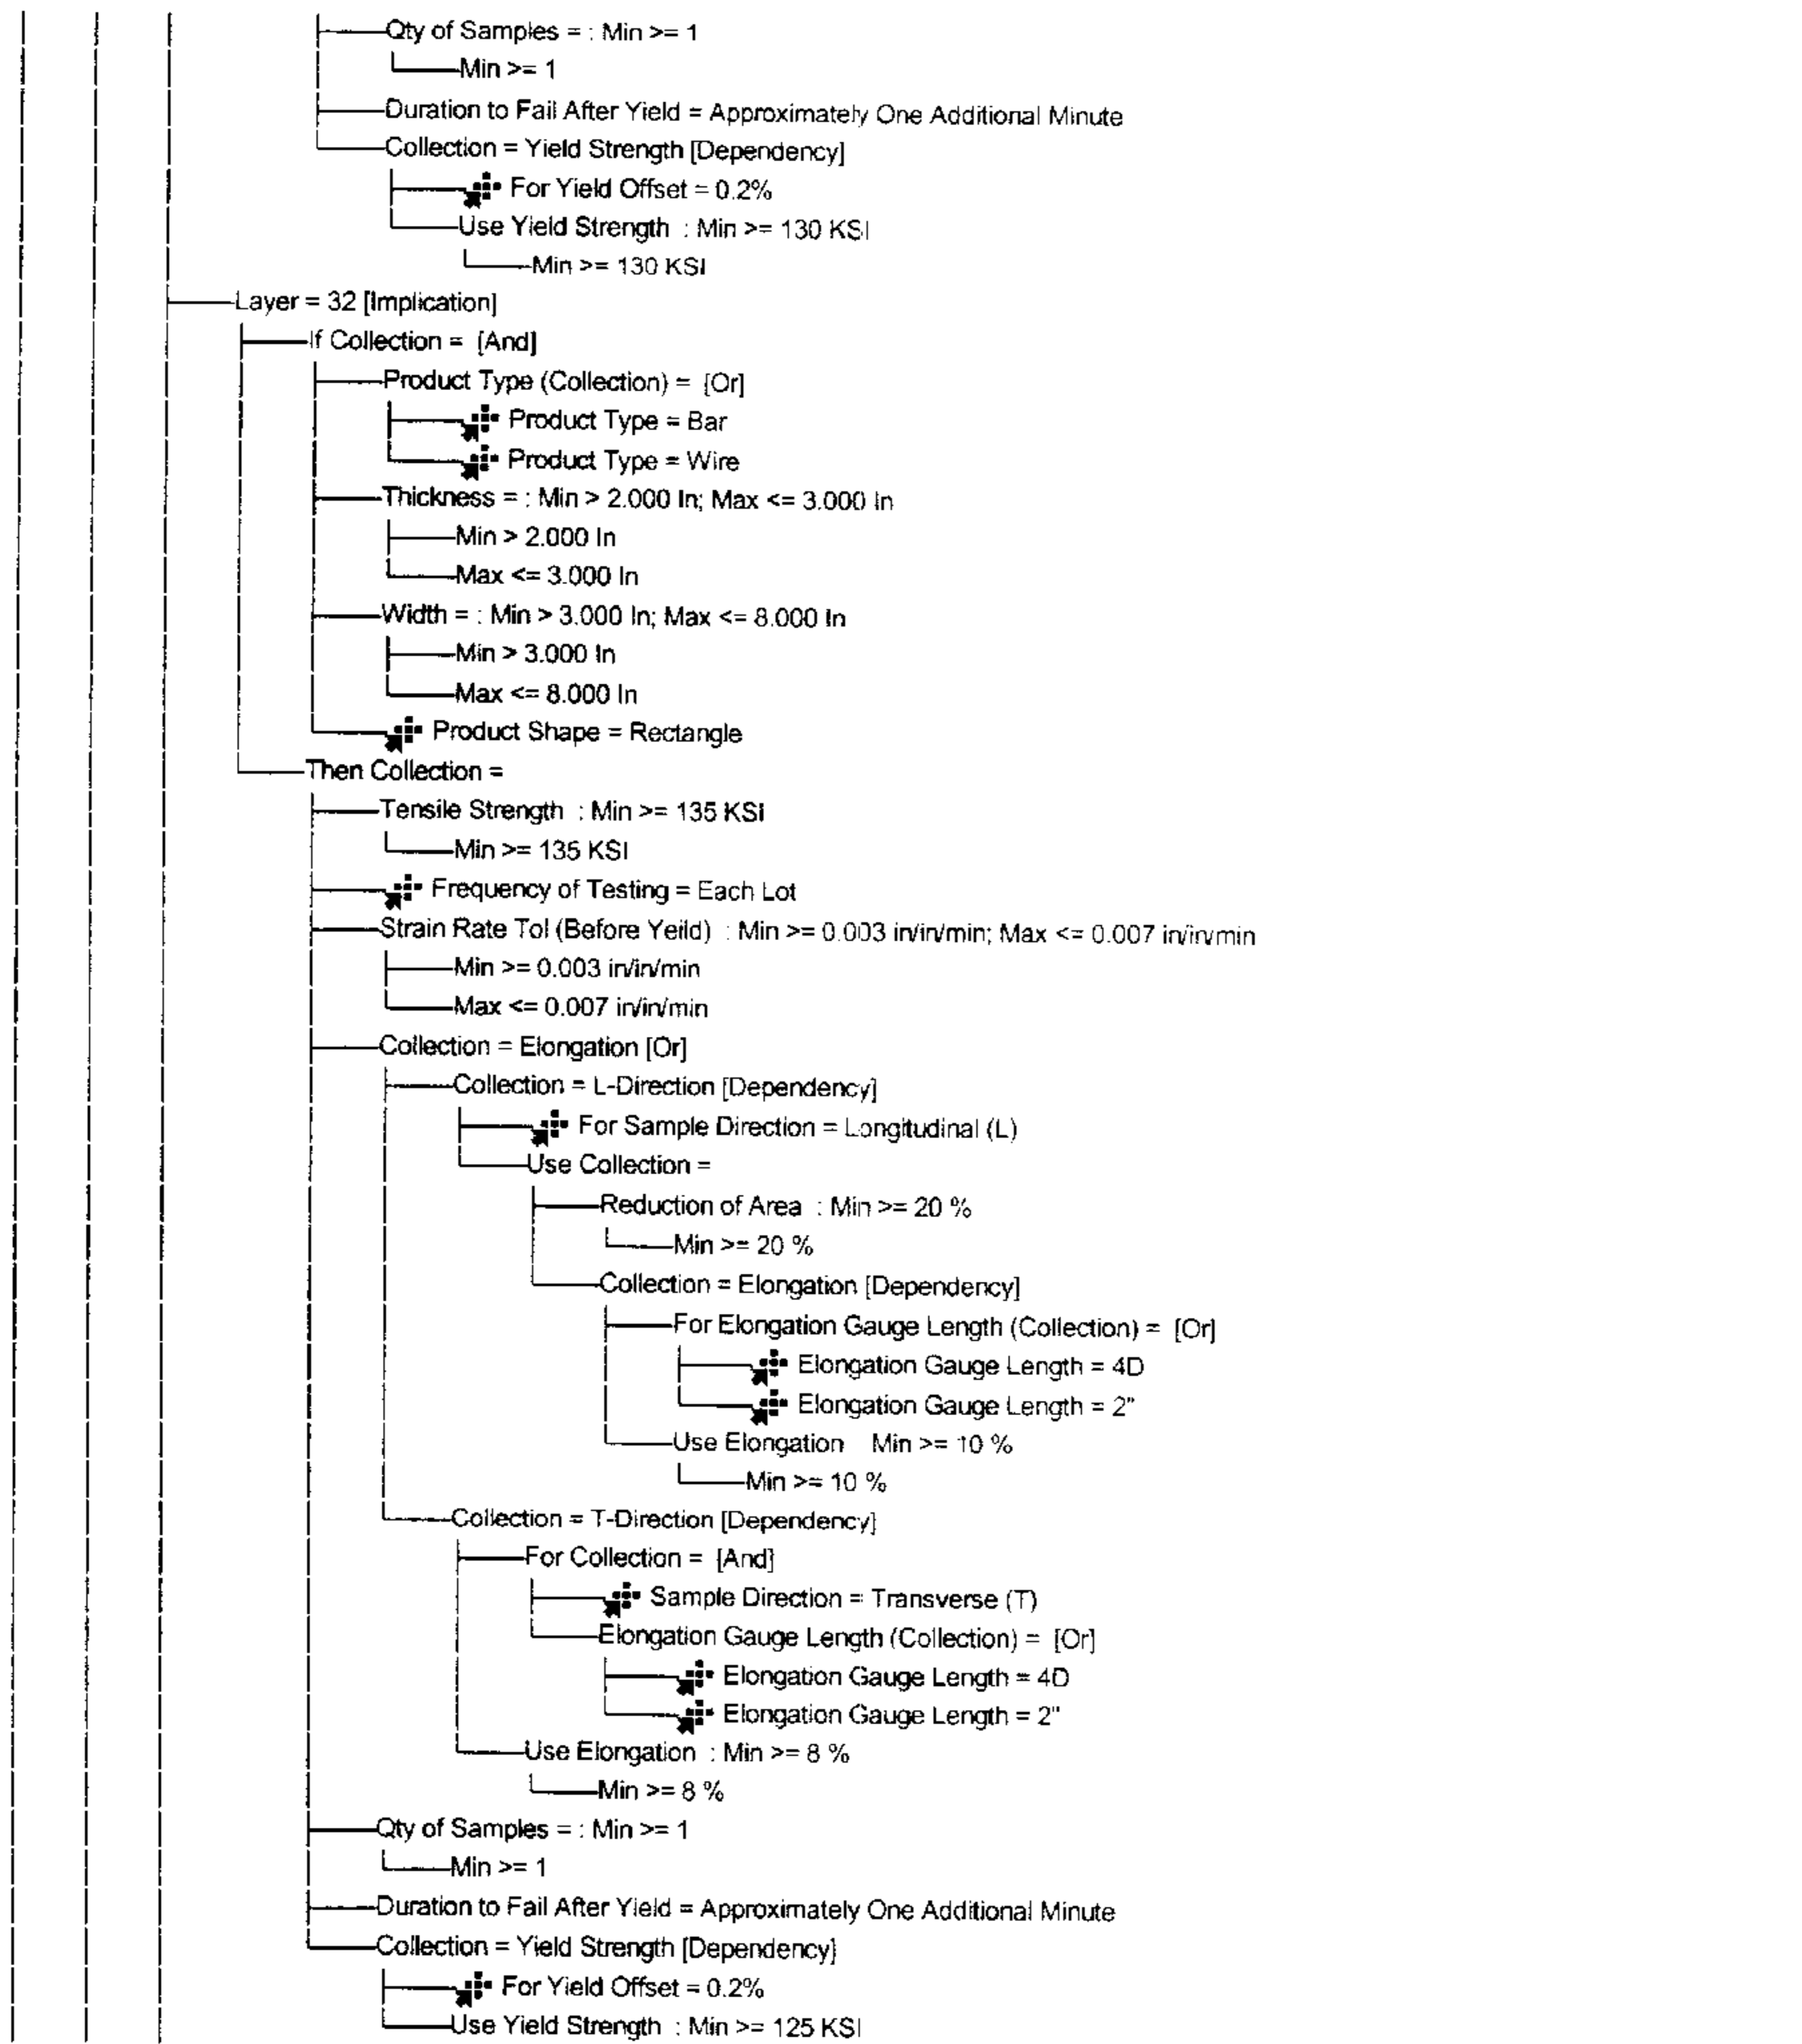 Qty of Samples = : Min >= 1
Min >= 1
Duration to Fail After Yield = Approximately One Additional Minute
Collection = Yield Strength [Dependency]
For Yield Offset = 0.2%
Use Yield Strength : Min >= 130 KSI
Min >= 130 KSI
Layer = 32 [Implication]
If Collection = [And]
Product Type (Collection) = [Or]
Product Type = Bar
Product Type = Wire
Thickness = : Min > 2.000 In; Max <= 3.000 In
Min > 2.000 In
Max <= 3.000 In
Width = : Min > 3.000 In; Max <= 8.000 In
Min > 3.000 In
Max <= 8.000 In
Product Shape = Rectangle
Then Collection =
Tensile Strength : Min >= 135 KSI
Min >= 135 KSI
Frequency of Testing = Each Lot
Strain Rate Tol (Before Yeild) : Min >= 0.003 in/in/min; Max <= 0.007 in/in/min
Min >= 0.003 in/in/min
Max <= 0.007 in/in/min
Collection = Elongation [Or]
Collection = L-Direction [Dependency]
For Sample Direction = Longitudinal (L)
Use Collection =
Reduction of Area : Min >= 20 %
Min >= 20 %
Collection = Elongation [Dependency]
For Elongation Gauge Length (Collection) = [Or]
Elongation Gauge Length = 4D
Elongation Gauge Length = 2"
Use Elongation Min >= 10 %
Min >= 10 %
Collection = T-Direction [Dependency]
For Collection = [And]
Sample Direction = Transverse (T)
Elongation Gauge Length (Collection) = [Or]
Elongation Gauge Length = 4D
Elongation Gauge Length = 2"
Use Elongation : Min >= 8 %
Min >= 8 %
Qty of Samples = : Min >= 1
Min >= 1
Duration to Fail After Yield = Approximately One Additional Minute
Collection = Yield Strength [Dependency]
For Yield Offset = 0.2%
Use Yield Strength : Min >= 125 KSI